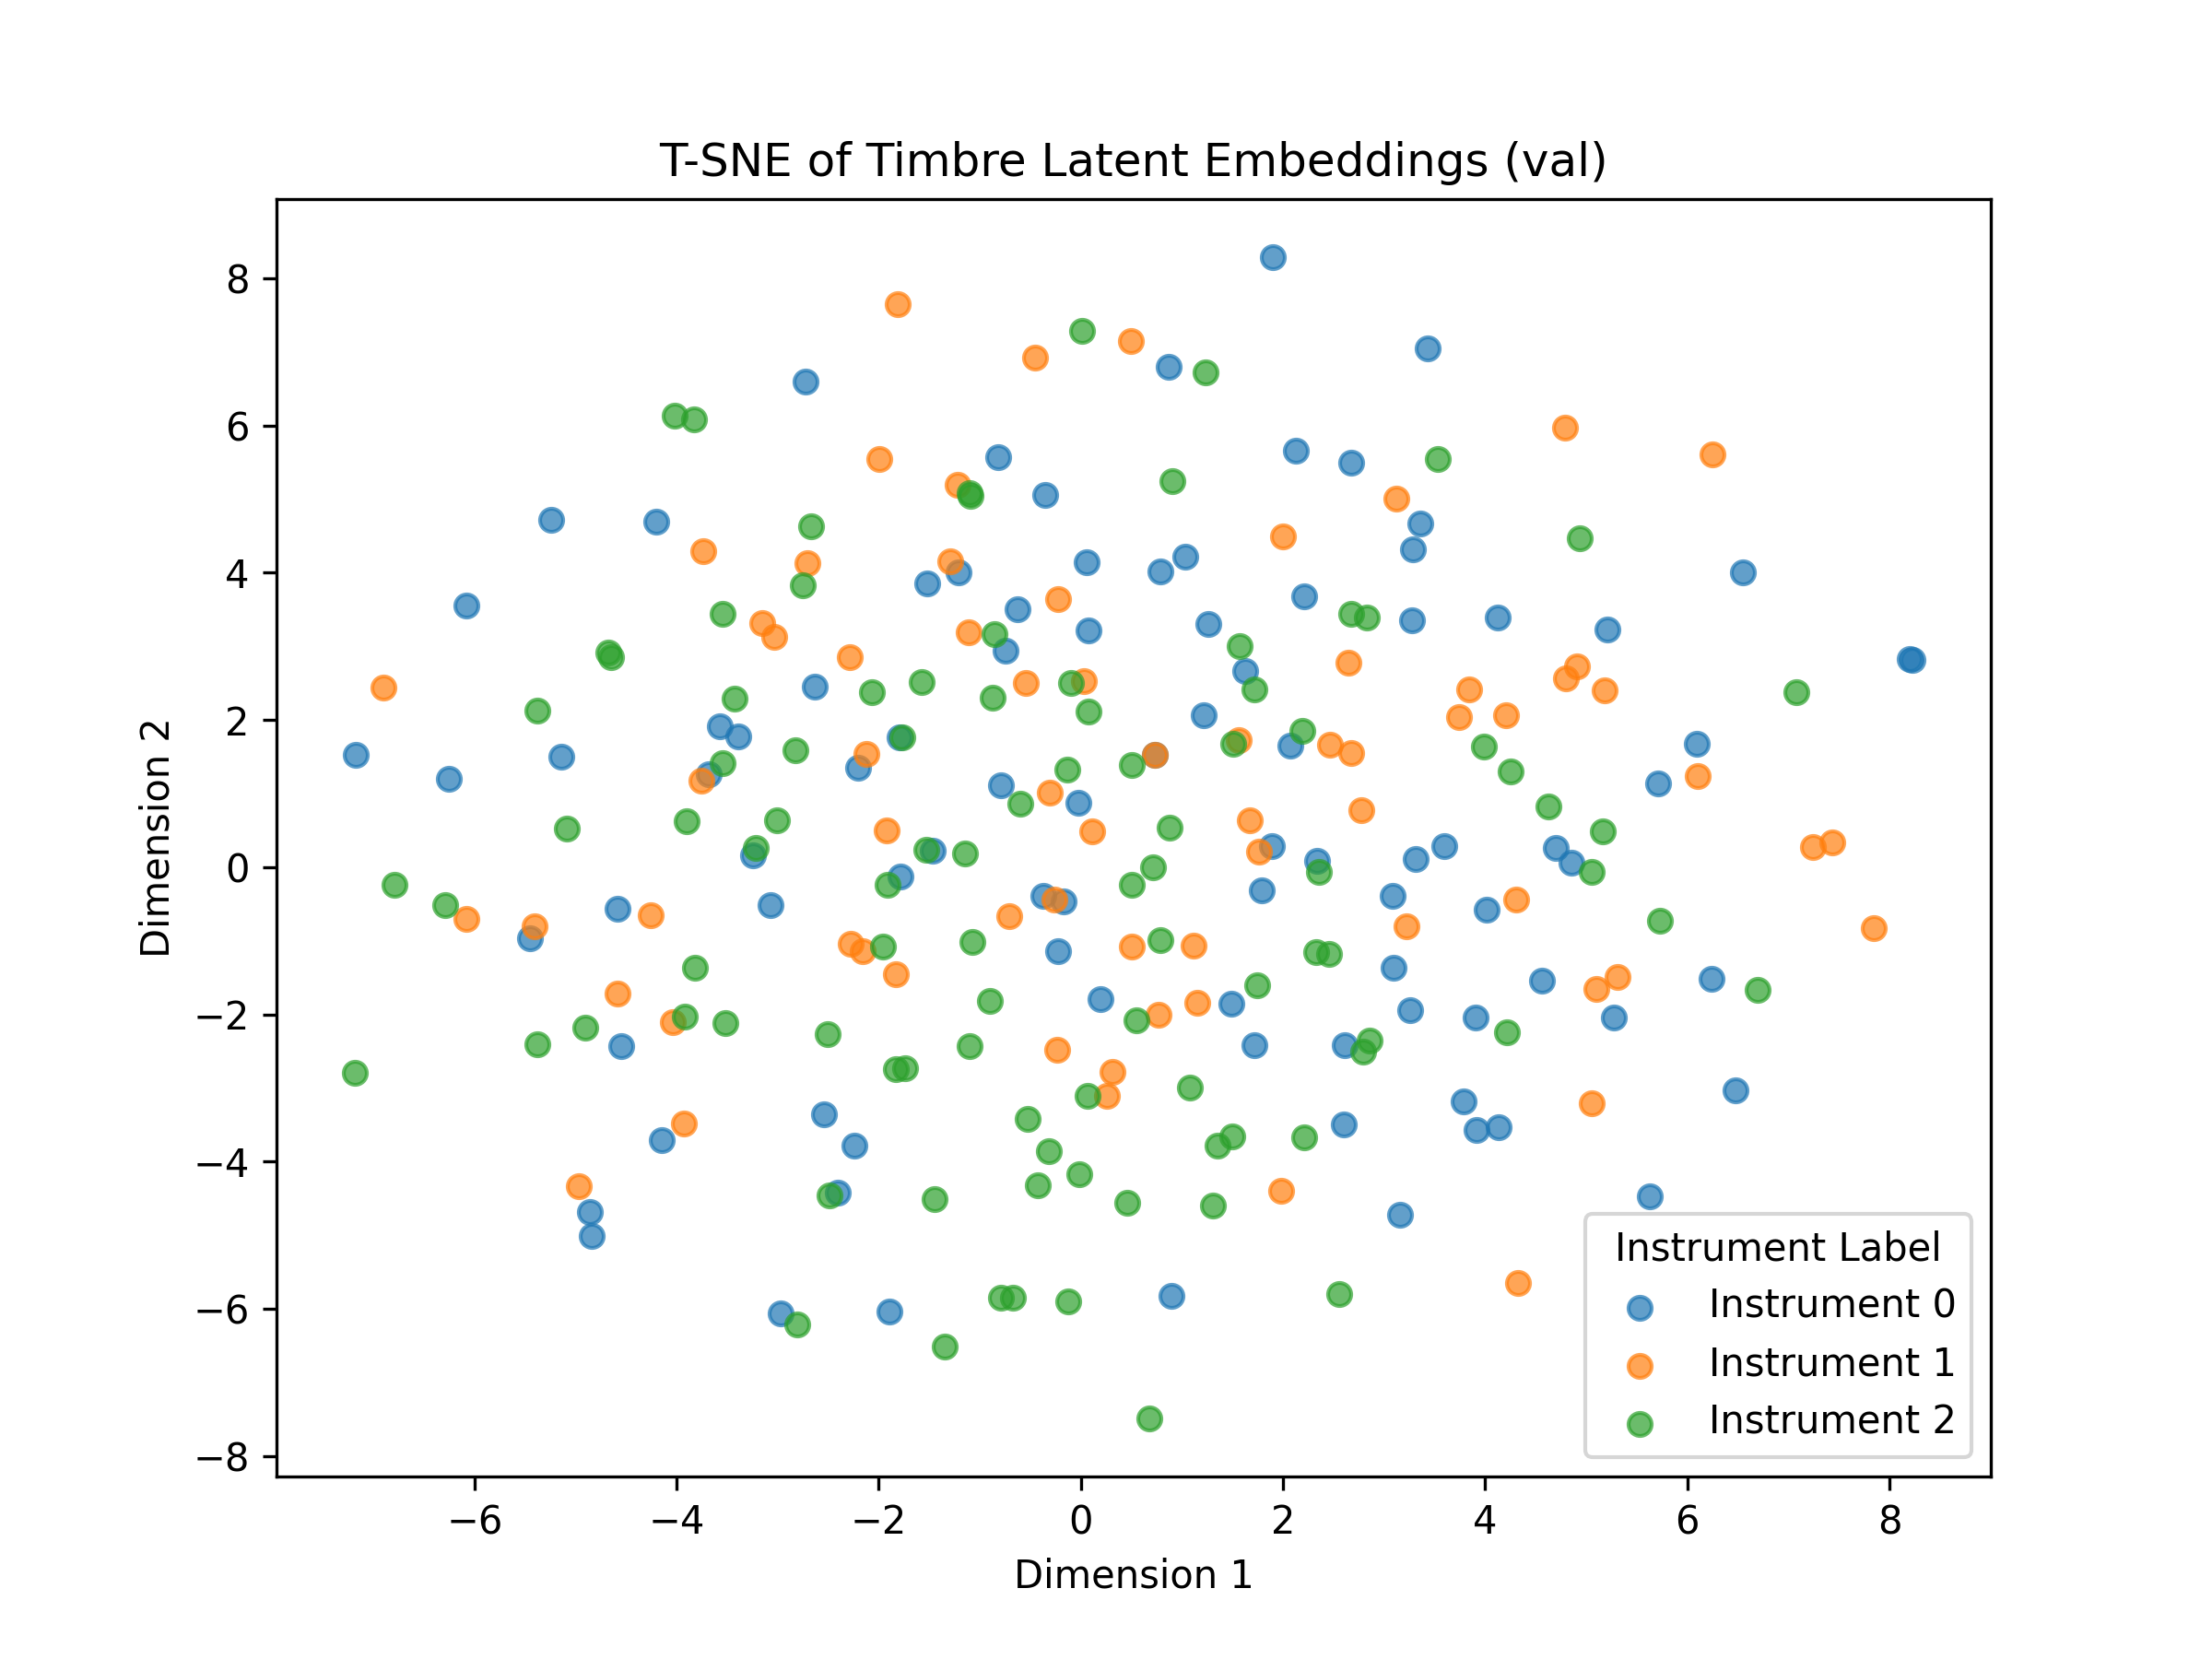 T-SNE of Timbre Latent Embeddings (val)
Dimension 2
8
6
4
2
0
−2
−4
−6
−8
−6 −4 −2 0 2 4 6 8
Dimension 1
Instrument Label
Instrument 0
Instrument 1
Instrument 2